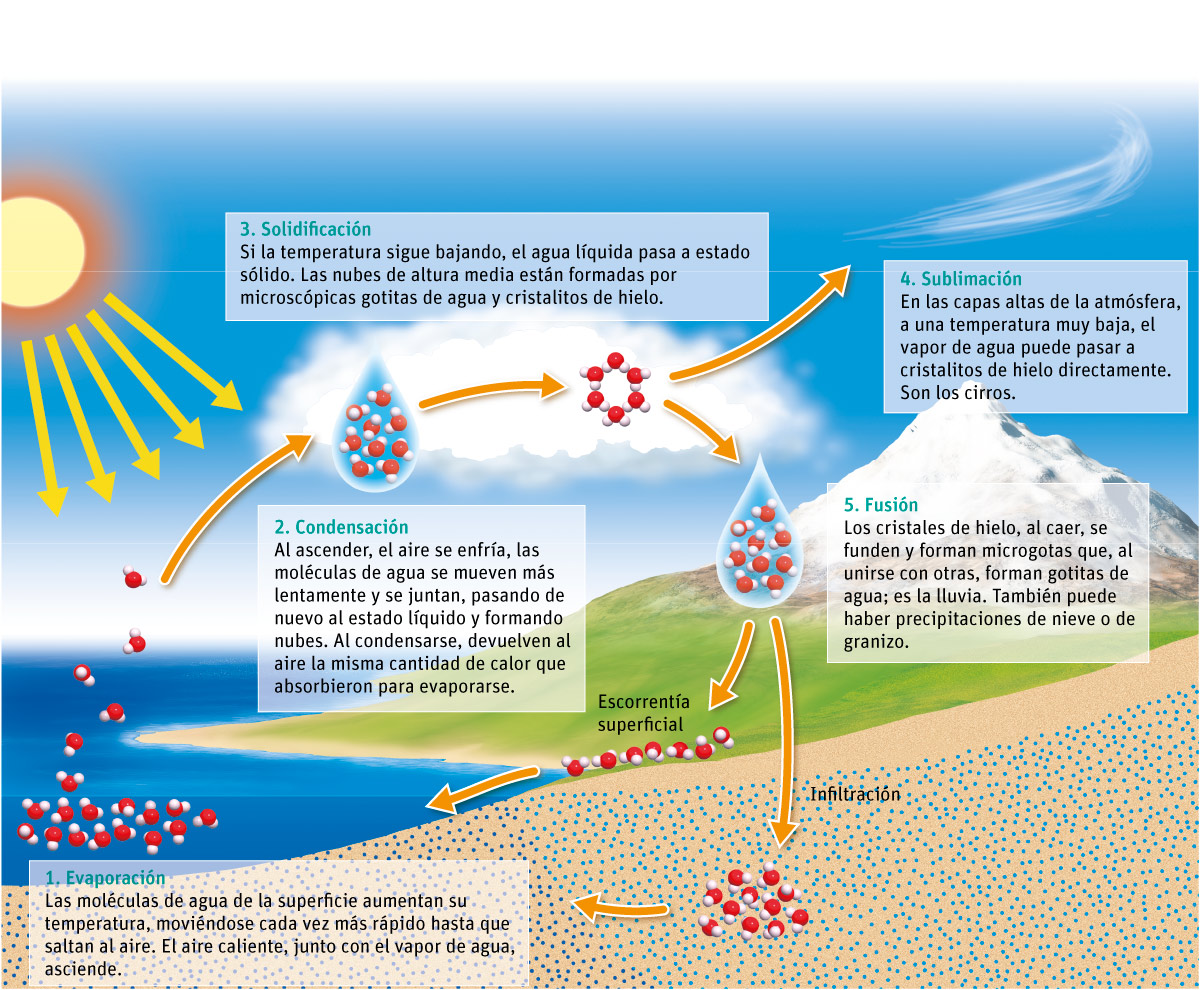 3. Solidificación
Si la temperatura sigue bajando, el agua líquida pasa a estado
sólido. Las nubes de altura media están formadas por
microscópicas gotitas de agua y cristalitos de hielo.
4. Sublimación
En las capas altas de la atmósfera,
a una temperatura muy baja, el
vapor de agua puede pasar a
cristalitos de hielo directamente.
Son los cirros.
2. Condensación
Al ascender, el aire se enfría, las
moléculas de agua se mueven más
lentamente y se juntan, pasando de
nuevo al estado líquido y formando
nubes. Al condensarse, devuelven al
aire la misma cantidad de calor que
absorbieron para evaporarse.
5. Fusión
Los cristales de hielo, al caer, se
funden y forman microgotas que, al
unirse con otras, forman gotitas de
agua; es la lluvia. También puede
haber precipitaciones de nieve o de
granizo.
Escorrentía
superficial
Infiltración
1. Evaporación
Las moléculas de agua de la superficie aumentan su
temperatura, moviéndose cada vez más rápido hasta que
saltan al aire. El aire caliente, junto con el vapor de agua,
asciende.